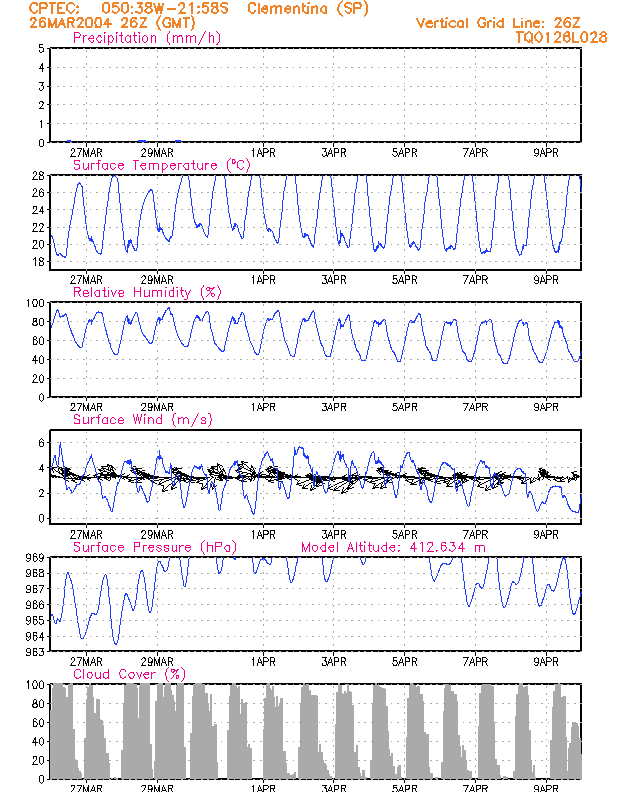 CPTEC: 050:38W-21:58S Clementina (SP)
26MAR2004 26Z (GMT) Vertical Grid Line: 26Z
Precipitation (mm/h) TQ0126L028
5
4
3
2
1
0
27MAR 29MAR 1APR 3APR 5APR 7APR 9APR
Surface Temperature (°C)
28
26
24
22
20
18
27MAR 29MAR 1APR 3APR 5APR 7APR 9APR
Relative Humidity (%)
100
80
60
40
20
0
27MAR 29MAR 1APR 3APR 5APR 7APR 9APR
Surface Wind (m/s)
6
4
2
0
27MAR 29MAR 1APR 3APR 5APR 7APR 9APR
Surface Pressure (hPa) Model Altitude: 412.634 m
969
968
967
966
965
964
963
27MAR 29MAR 1APR 3APR 5APR 7APR 9APR
Cloud Cover (%)
100
80
60
40
20
0
27MAR 29MAR 1APR 3APR 5APR 7APR 9APR